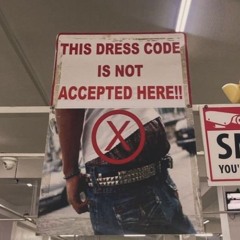 THIS DRESS CODE
IS NOT
ACCEPTED HERE!!
X